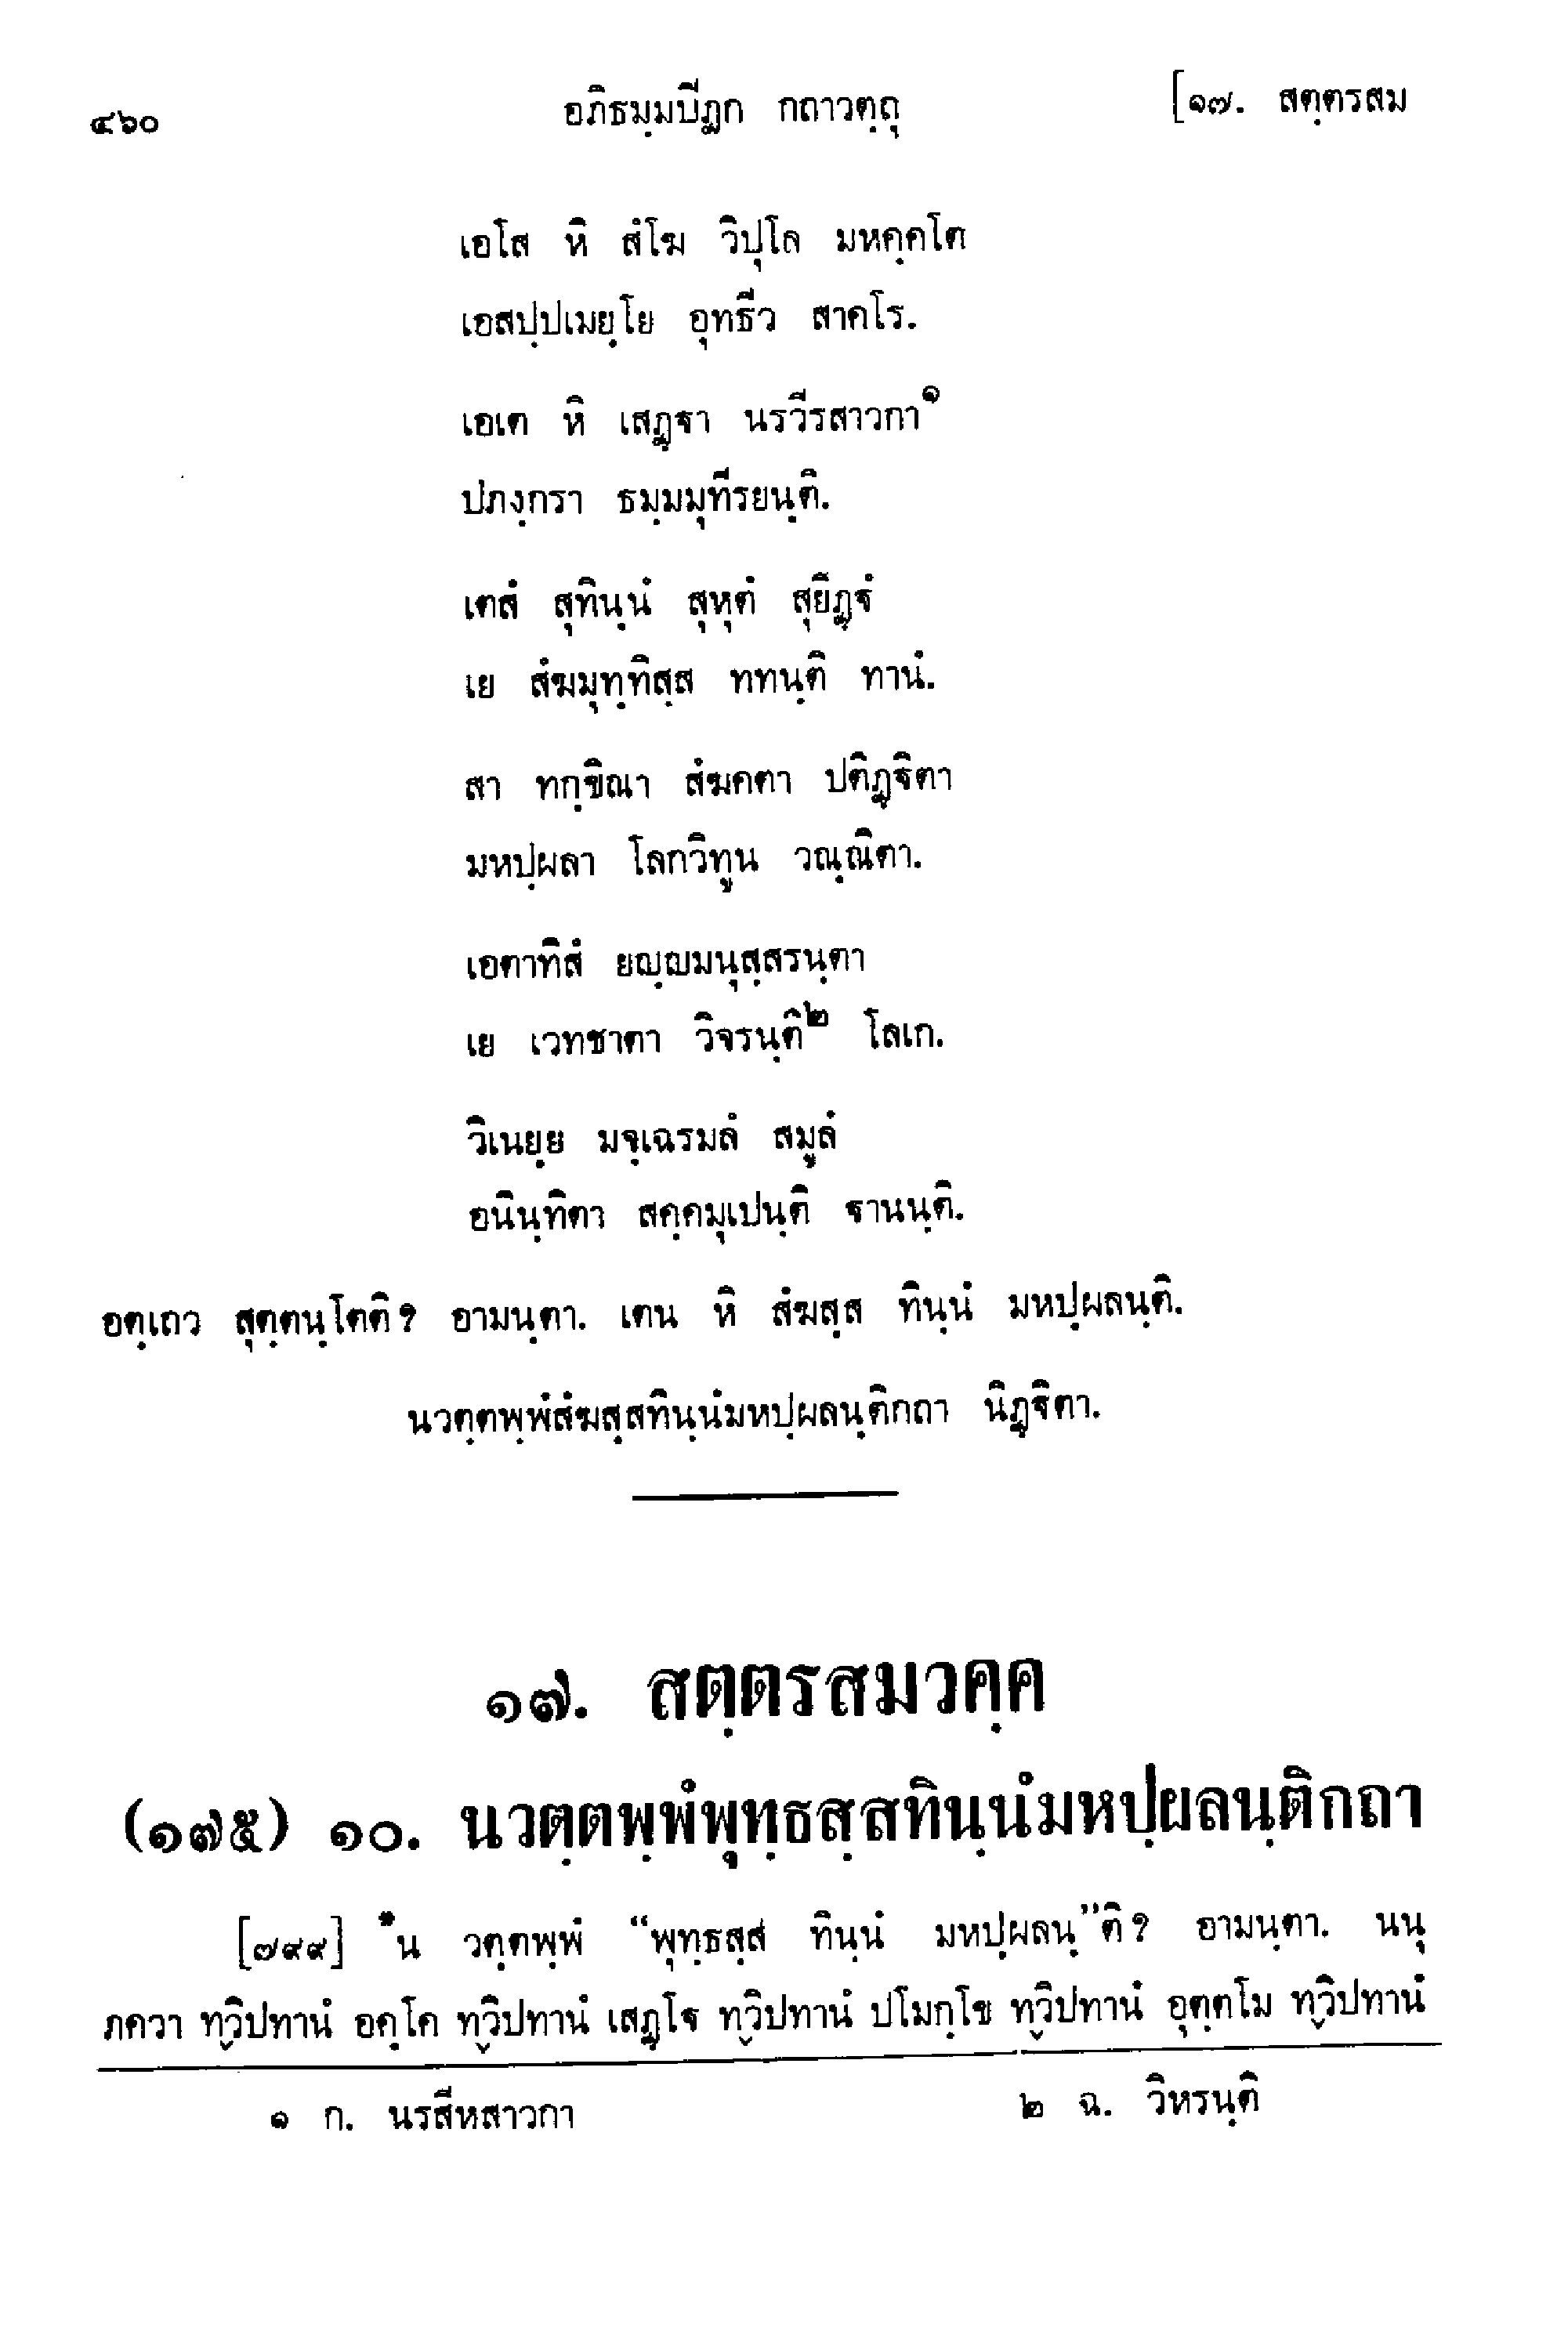 ๔๖๐ อภิธมฺมปีฏก กถาวตฺถุ [๑๗. สตฺตรสม
เอโส หิ สํโฆ วิปุโล มหคฺคโต
เอสปฺปเมยฺโย อุทธีว สาคโร.
เอเต หิ เสฏฺฐา นรวีรสาวกา๑
ปภงฺกรา ธมฺมมุทีรยนฺติ.
เตสํ สุทินฺนํ สุหุตํ สุยิฏฺฐํ
เย สํฆมุทฺทิสฺส ททนฺติ ทานํ.
สา ทกฺขิณา สํฆคตา ปติฏฺฐิตา
มหปฺผลา โลกวิทูน วณฺณิตา.
เอตาทิสํ ยญฺญมนุสฺสรนฺตา
เย เวทชาตา วิจรนฺติ๒ โลเก.
วิเนยฺย มจฺเฉรมลํ สมูลํ
อนินฺทิตา สคฺคมุเปนฺติ ฐานนฺติ.
อตฺเถว สุตฺตนฺโตติ? อามนฺตา. เตน หิ สํฆสฺส ทินฺนํ มหปฺผลนฺติ.
นวตฺตพฺพํสํฆสฺสทินฺนํมหปฺผลนฺติกถา นิฏฺฐิตา.
๑๗. สตฺตรสมวคฺค
(๑๗๕) ๑๐. นวตฺตพฺพํพุทฺธสฺสทินฺนํมหปฺผลนฺติกถา
[๗๙๙] *น วตฺตพฺพํ “พุทฺธสฺส ทินฺนํ มหปฺผลนฺ”ติ? อามนฺตา. นนุ
ภควา ทฺวิปทานํ อคฺโค ทฺวิปทานํ เสฏฺโฐ ทฺวิปทานํ ปโมกฺโข ทฺวิปทานํ อุตฺตโม ทฺวิปทานํ
๑ ก. นรสีหสาวกา ๒ ฉ. วิหรนฺติ